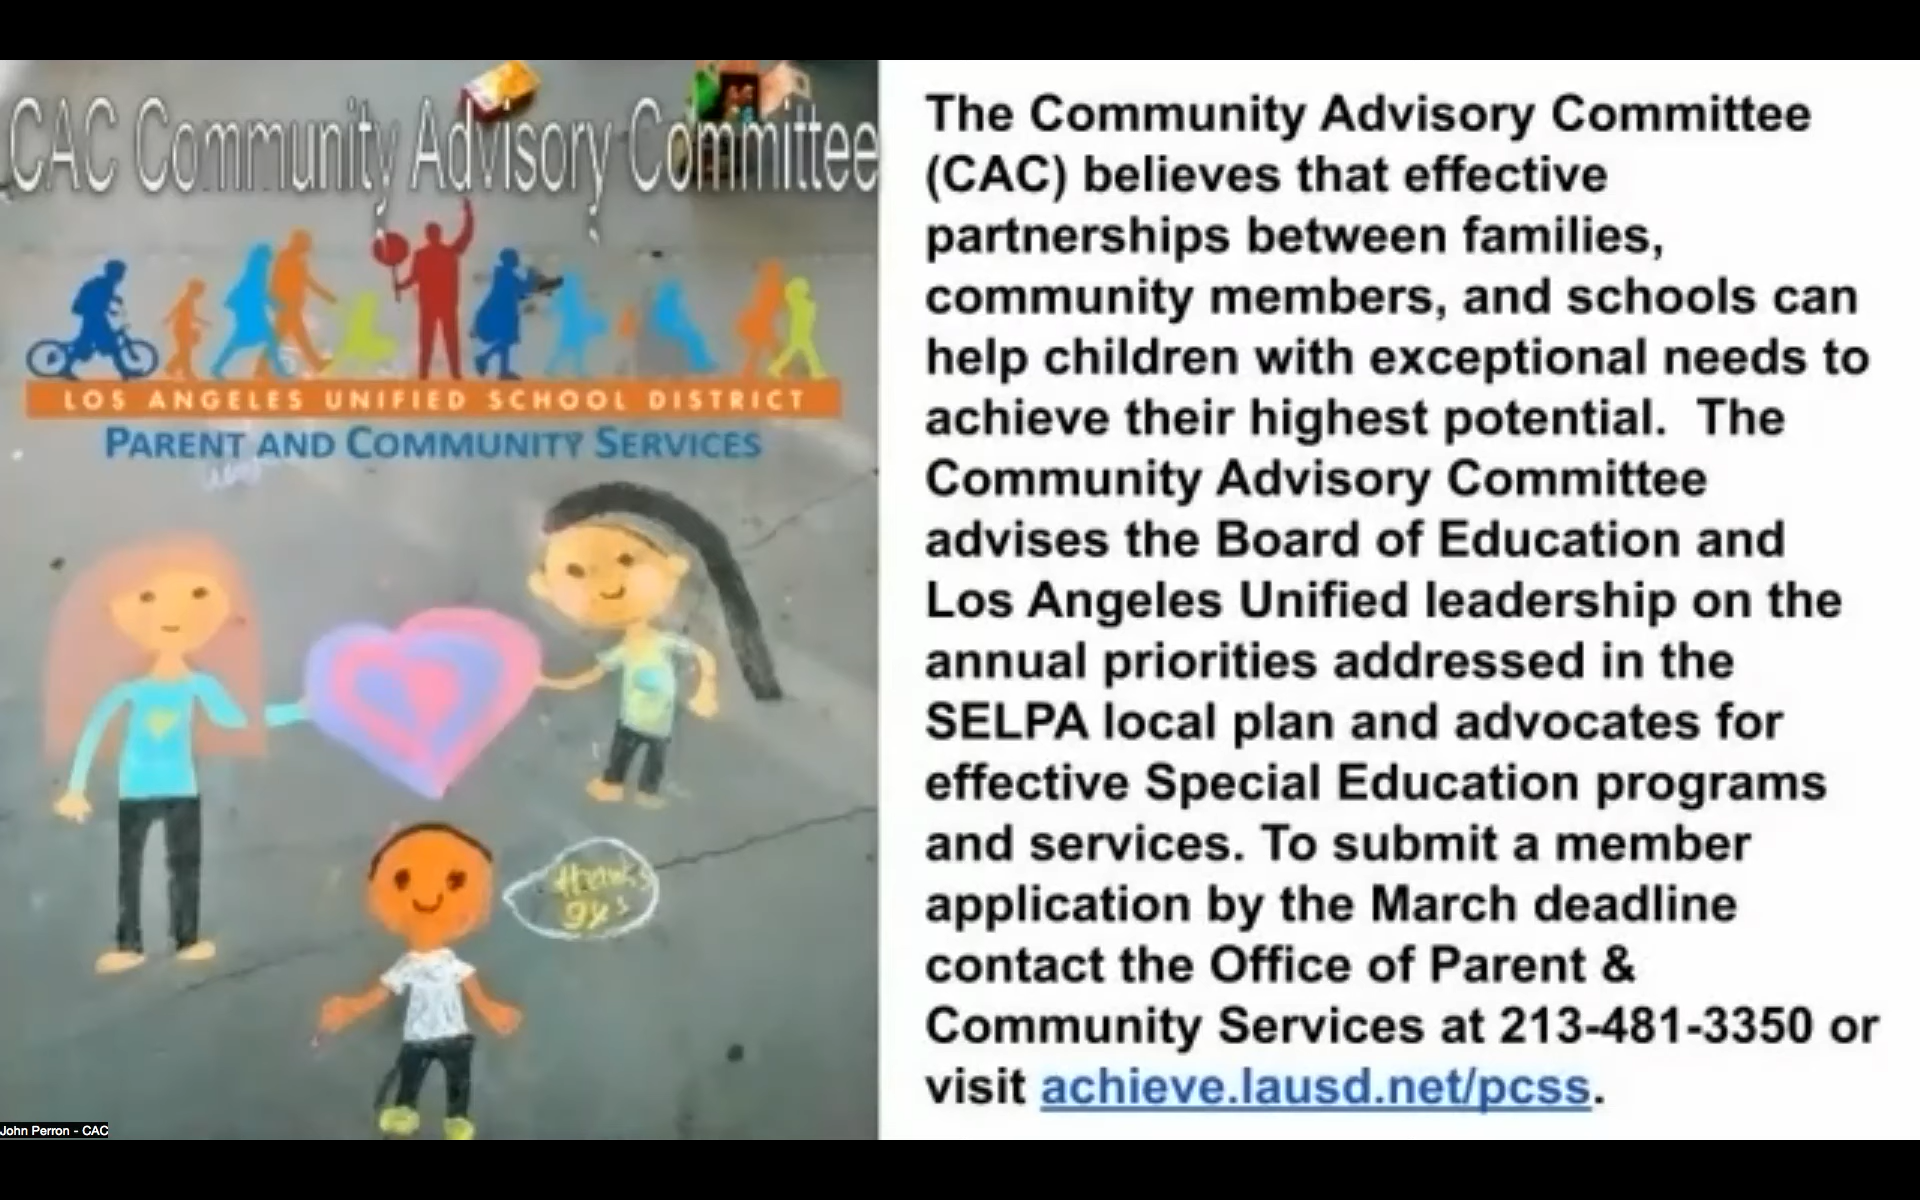 CAC Community Advisory Committee
LOS ANGELES UNIFIED SCHOOL DISTRICT
PARENT AND COMMUNITY SERVICES
thanks
gys
John Perron - CAC
The Community Advisory Committee
(CAC) believes that effective
partnerships between families,
community members, and schools can
help children with exceptional needs to
achieve their highest potential.  The
Community Advisory Committee
advises the Board of Education and
Los Angeles Unified leadership on the
annual priorities addressed in the
SELPA local plan and advocates for
effective Special Education programs
and services. To submit a member
application by the March deadline
contact the Office of Parent &
Community Services at 213-481-3350 or
visit achieve.lausd.net/pcss.